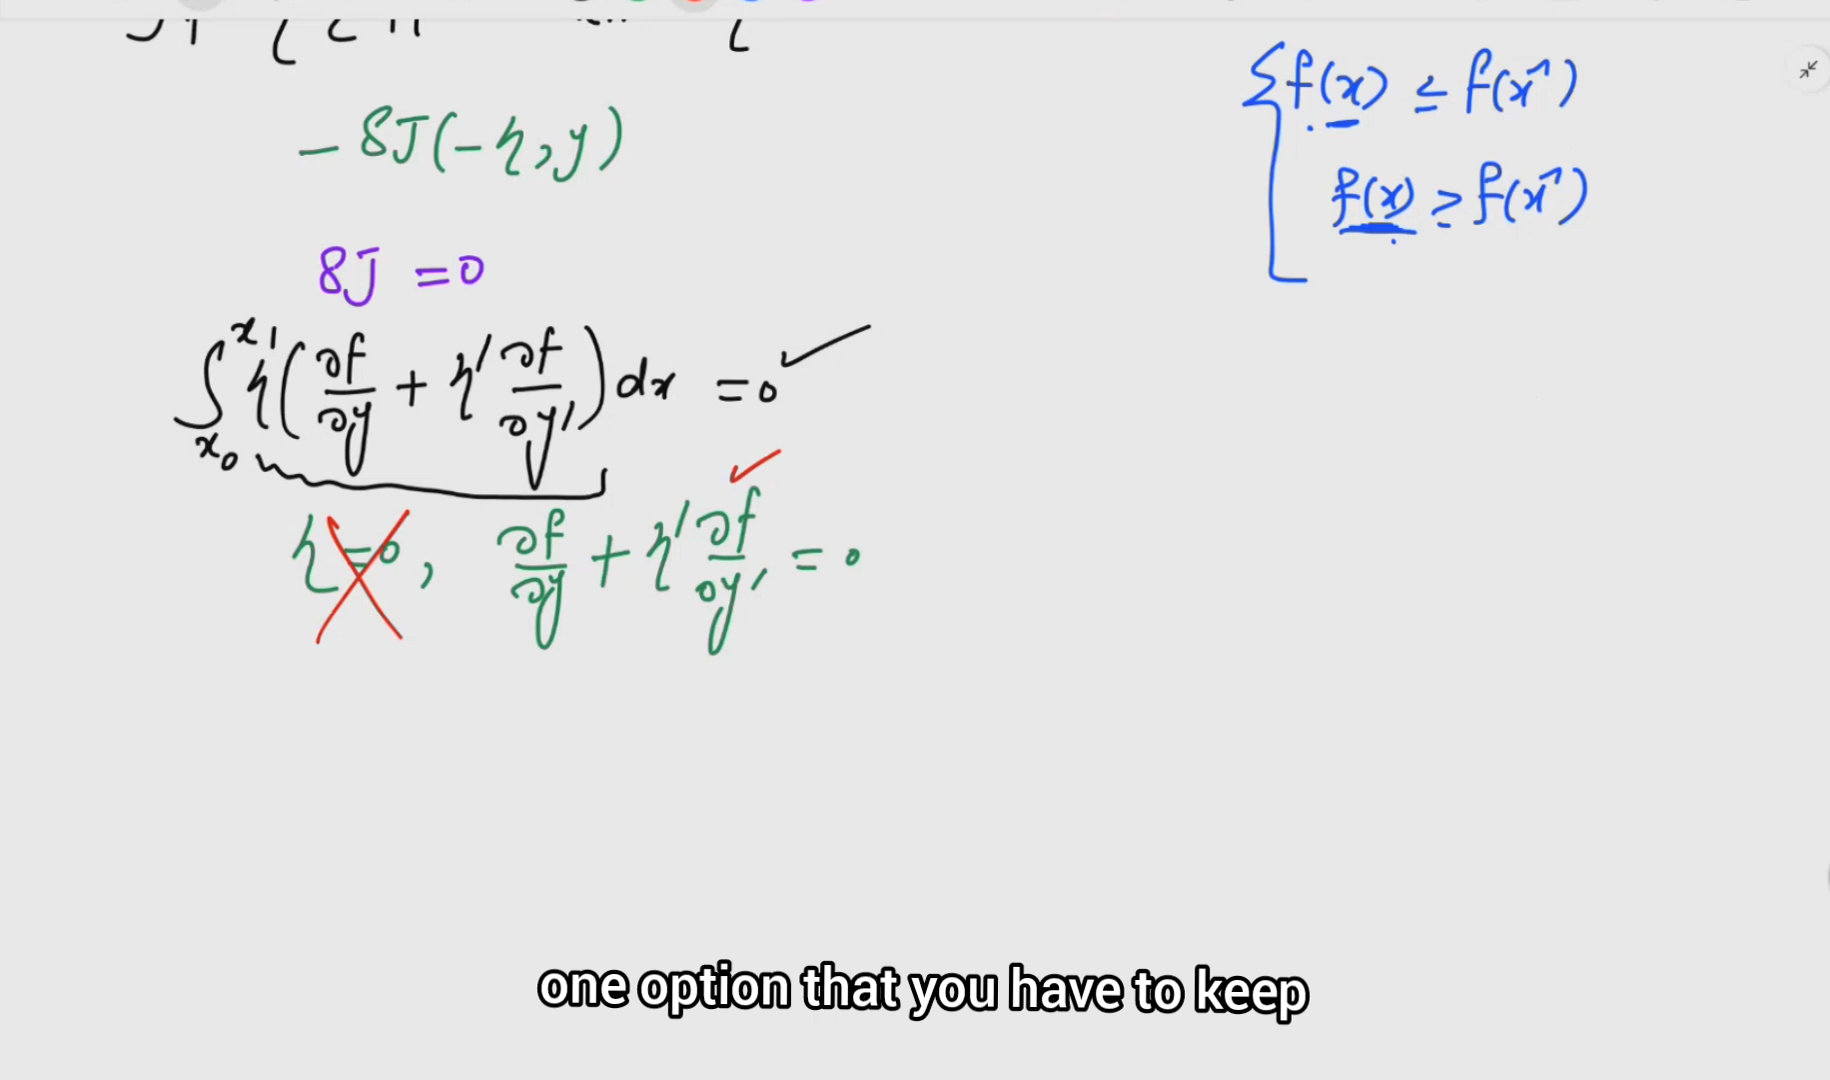 - δJ(-η, y)
δJ = 0
∫_{x₀}^{x₁} η(∂f/∂y + η′ ∂f/∂y′)dx = 0 ✓
η = 0, ∂f/∂y + η′ ∂f/∂y′ = 0 ✓
{f(x) ≤ f(x̂)
f(x) ≥ f(x̂)
one option that you have to keep